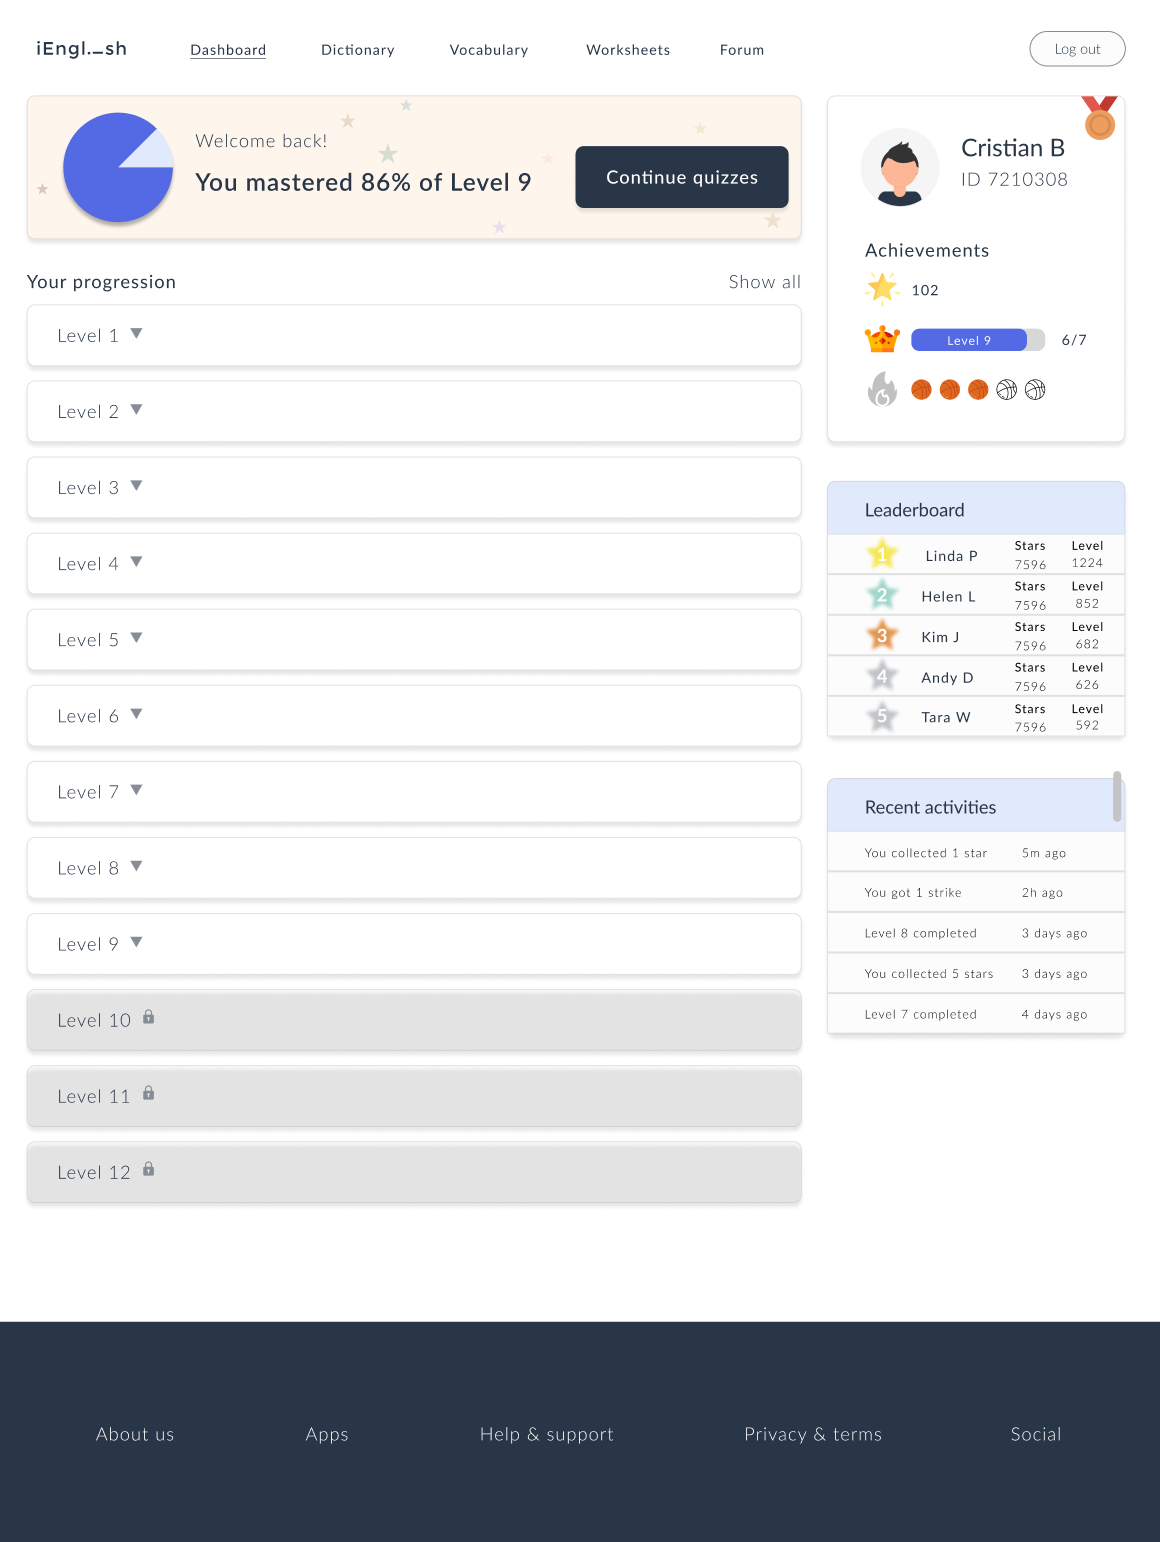 iEngl._sh
Dashboard
Dictionary
Vocabulary
Worksheets
Forum
Log out
Welcome back!
You mastered 86% of Level 9
Continue quizzes
Your progression
Show all
Level 1
Level 2
Level 3
Level 4
Level 5
Level 6
Level 7
Level 8
Level 9
Level 10
Level 11
Level 12
Cristian B
ID 7210308
Achievements
102
Level 9
6/7
Leaderboard
1 Linda P Stars Level
7596 1224
2 Helen L Stars Level
7596 852
3 Kim J Stars Level
7596 682
4 Andy D Stars Level
7596 626
5 Tara W Stars Level
7596 592
Recent activities
You collected 1 star 5m ago
You got 1 strike 2h ago
Level 8 completed 3 days ago
You collected 5 stars 3 days ago
Level 7 completed 4 days ago
About us
Apps
Help & support
Privacy & terms
Social